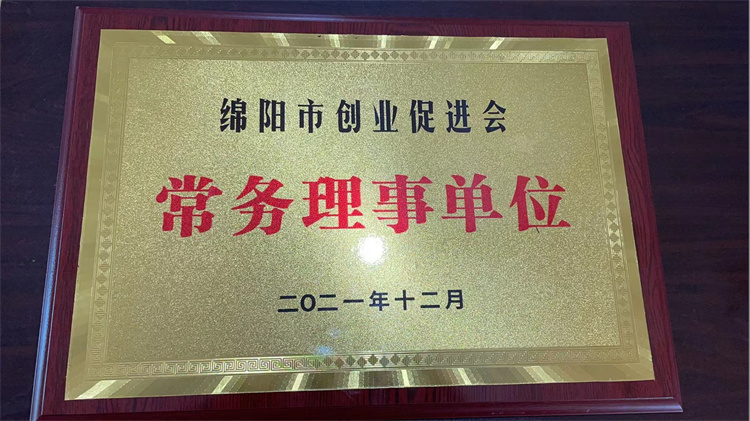 绵阳市创业促进会
常务理事单位
二〇二一年十二月